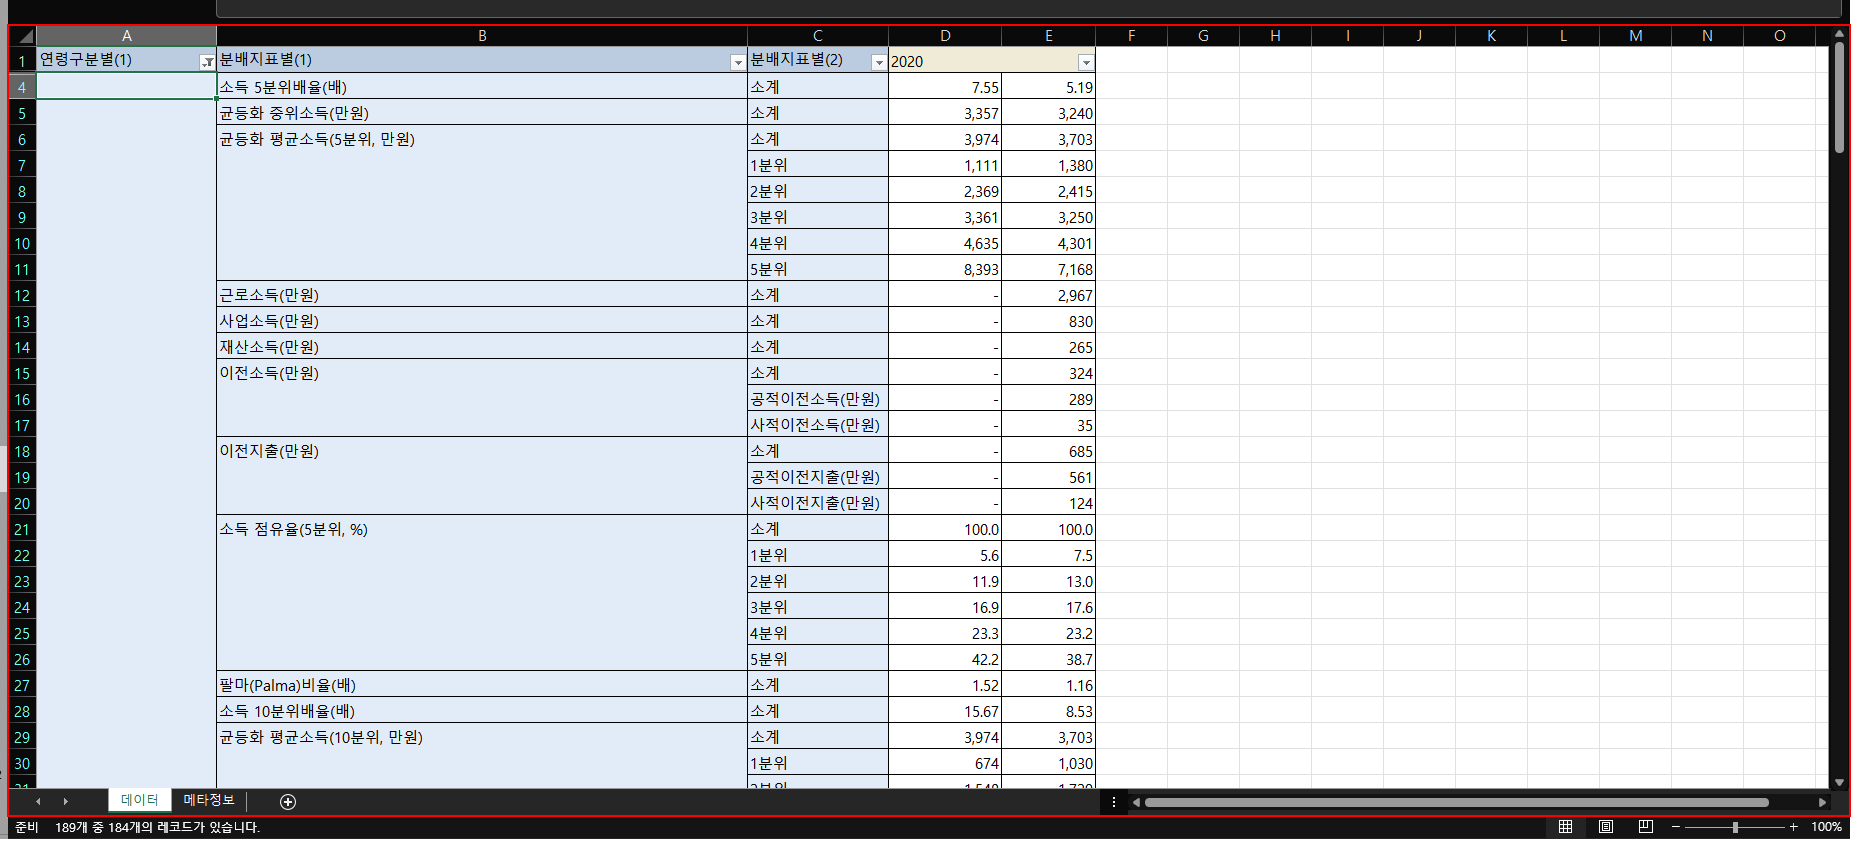 A B C D E F G H I J K L M N O
1 연령구분별(1) 분배지표별(1) 분배지표별(2) 2020
4 소득 5분위배율(배) 소계 7.55 5.19
5 균등화 중위소득(만원) 소계 3,357 3,240
6 균등화 평균소득(5분위, 만원) 소계 3,974 3,703
7 1분위 1,111 1,380
8 2분위 2,369 2,415
9 3분위 3,361 3,250
10 4분위 4,635 4,301
11 5분위 8,393 7,168
12 근로소득(만원) 소계 - 2,967
13 사업소득(만원) 소계 - 830
14 재산소득(만원) 소계 - 265
15 이전소득(만원) 소계 - 324
16 공적이전소득(만원) - 289
17 사적이전소득(만원) - 35
18 이전지출(만원) 소계 - 685
19 공적이전지출(만원) - 561
20 사적이전지출(만원) - 124
21 소득 점유율(5분위, %) 소계 100.0 100.0
22 1분위 5.6 7.5
23 2분위 11.9 13.0
24 3분위 16.9 17.6
25 4분위 23.3 23.2
26 5분위 42.2 38.7
27 팔마(Palma)비율(배) 소계 1.52 1.16
28 소득 10분위배율(배) 소계 15.67 8.53
29 균등화 평균소득(10분위, 만원) 소계 3,974 3,703
30 1분위 674 1,030
데이터 메타정보
준비 189개 중 184개의 레코드가 있습니다. 100%